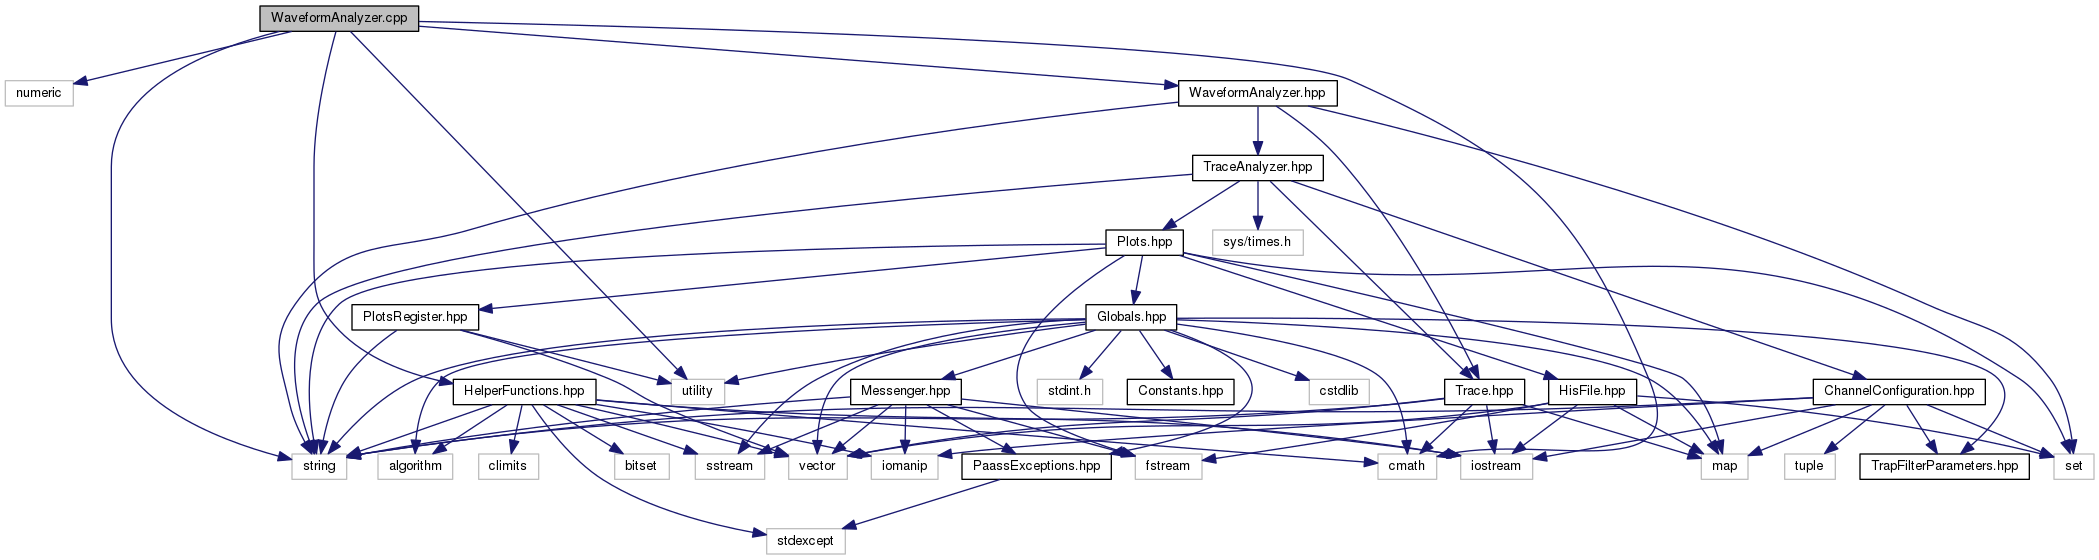 WaveformAnalyzer.cpp
numeric
WaveformAnalyzer.hpp
TraceAnalyzer.hpp
Plots.hpp
sys/times.h
PlotsRegister.hpp
Globals.hpp
HelperFunctions.hpp
utility
Messenger.hpp
stdint.h
Constants.hpp
cstdlib
Trace.hpp
HisFile.hpp
ChannelConfiguration.hpp
string
algorithm
climits
bitset
sstream
vector
iomanip
PaassExceptions.hpp
fstream
cmath
iostream
map
tuple
TrapFilterParameters.hpp
set
stdexcept